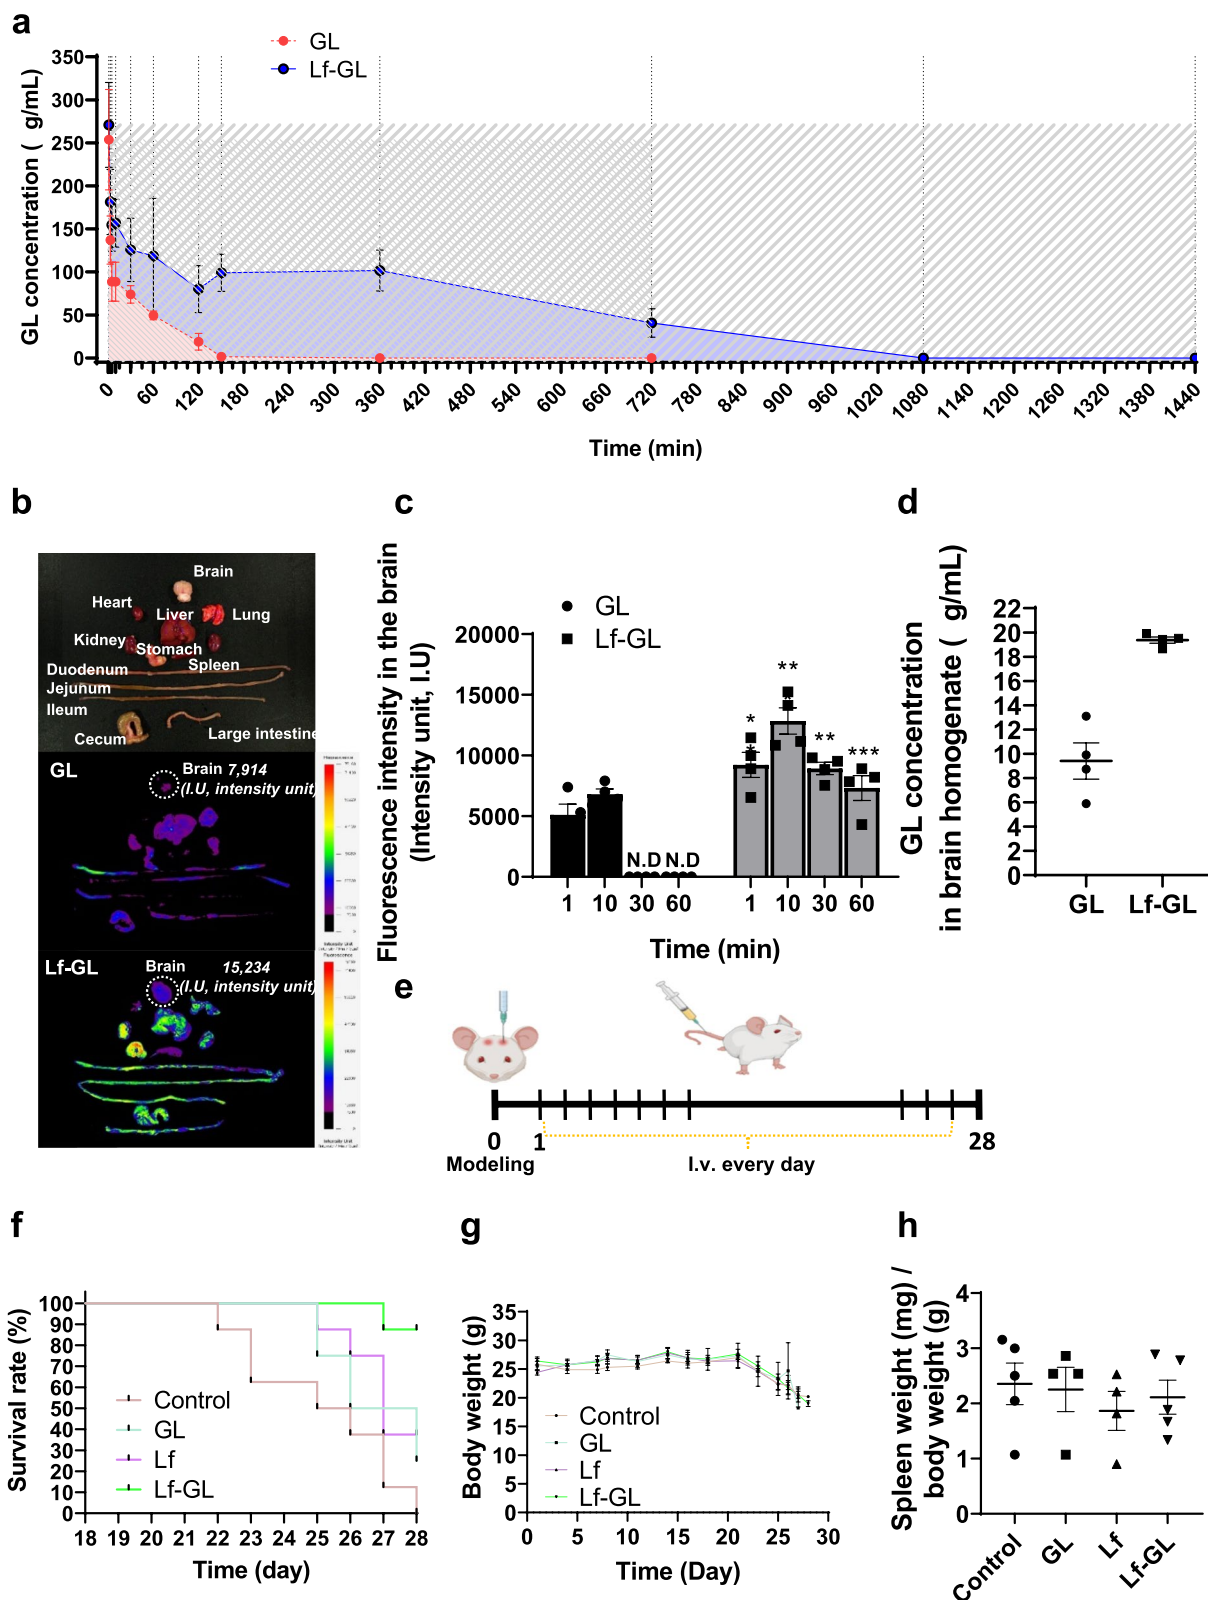 a
GL
Lf-GL
GL concentration ( g/mL)
350
300
250
200
150
100
50
0
0 60 120 180 240 300 360 420 480 540 600 660 720 780 840 900 960 1020 1080 1140 1200 1260 1320 1380 1440
Time (min)
b
Brain
Heart
Liver
Lung
Kidney
Stomach
Spleen
Duodenum
Jejunum
Ileum
Cecum
Large intestine
GL
Brain 7,914
(I.U, intensity unit)
Lf-GL
Brain 15,234
(I.U, intensity unit)
c
GL
Lf-GL
Fluorescence intensity in the brain
(Intensity unit, I.U)
20000
15000
10000
5000
0
N.D N.D
* ** ** ***
1 10 30 60 1 10 30 60
Time (min)
d
GL concentration
in brain homogenate ( g/mL)
22
20
18
16
14
12
10
8
6
4
2
0
GL Lf-GL
e
0 1 28
Modeling I.v. every day
f
Survival rate (%)
100
90
80
70
60
50
40
30
20
10
0
Control
GL
Lf
Lf-GL
18 19 20 21 22 23 24 25 26 27 28
Time (day)
g
Body weight (g)
35
30
25
20
15
10
5
0
Control
GL
Lf
Lf-GL
0 5 10 15 20 25 30
Time (Day)
h
Spleen weight (mg) /
body weight (g)
4
3
2
1
0
Control GL Lf Lf-GL